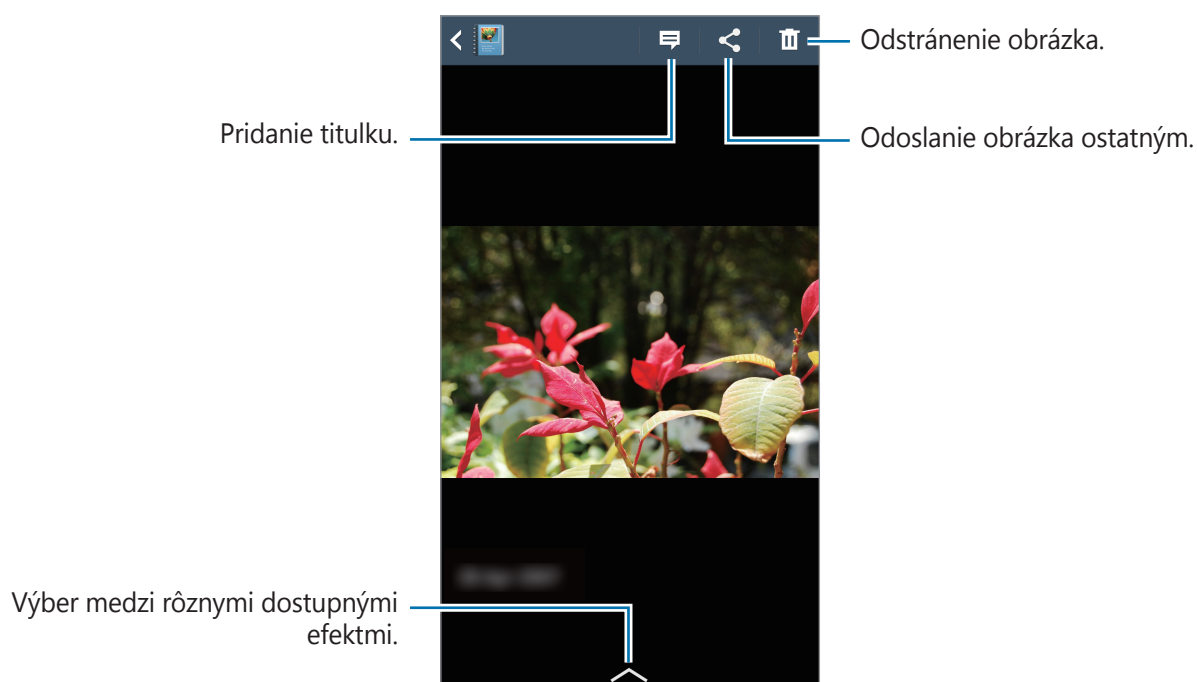 Odstránenie obrázka.
Pridanie titulku.
Odoslanie obrázka ostatným.
Výber medzi rôznymi dostupnými
efektmi.